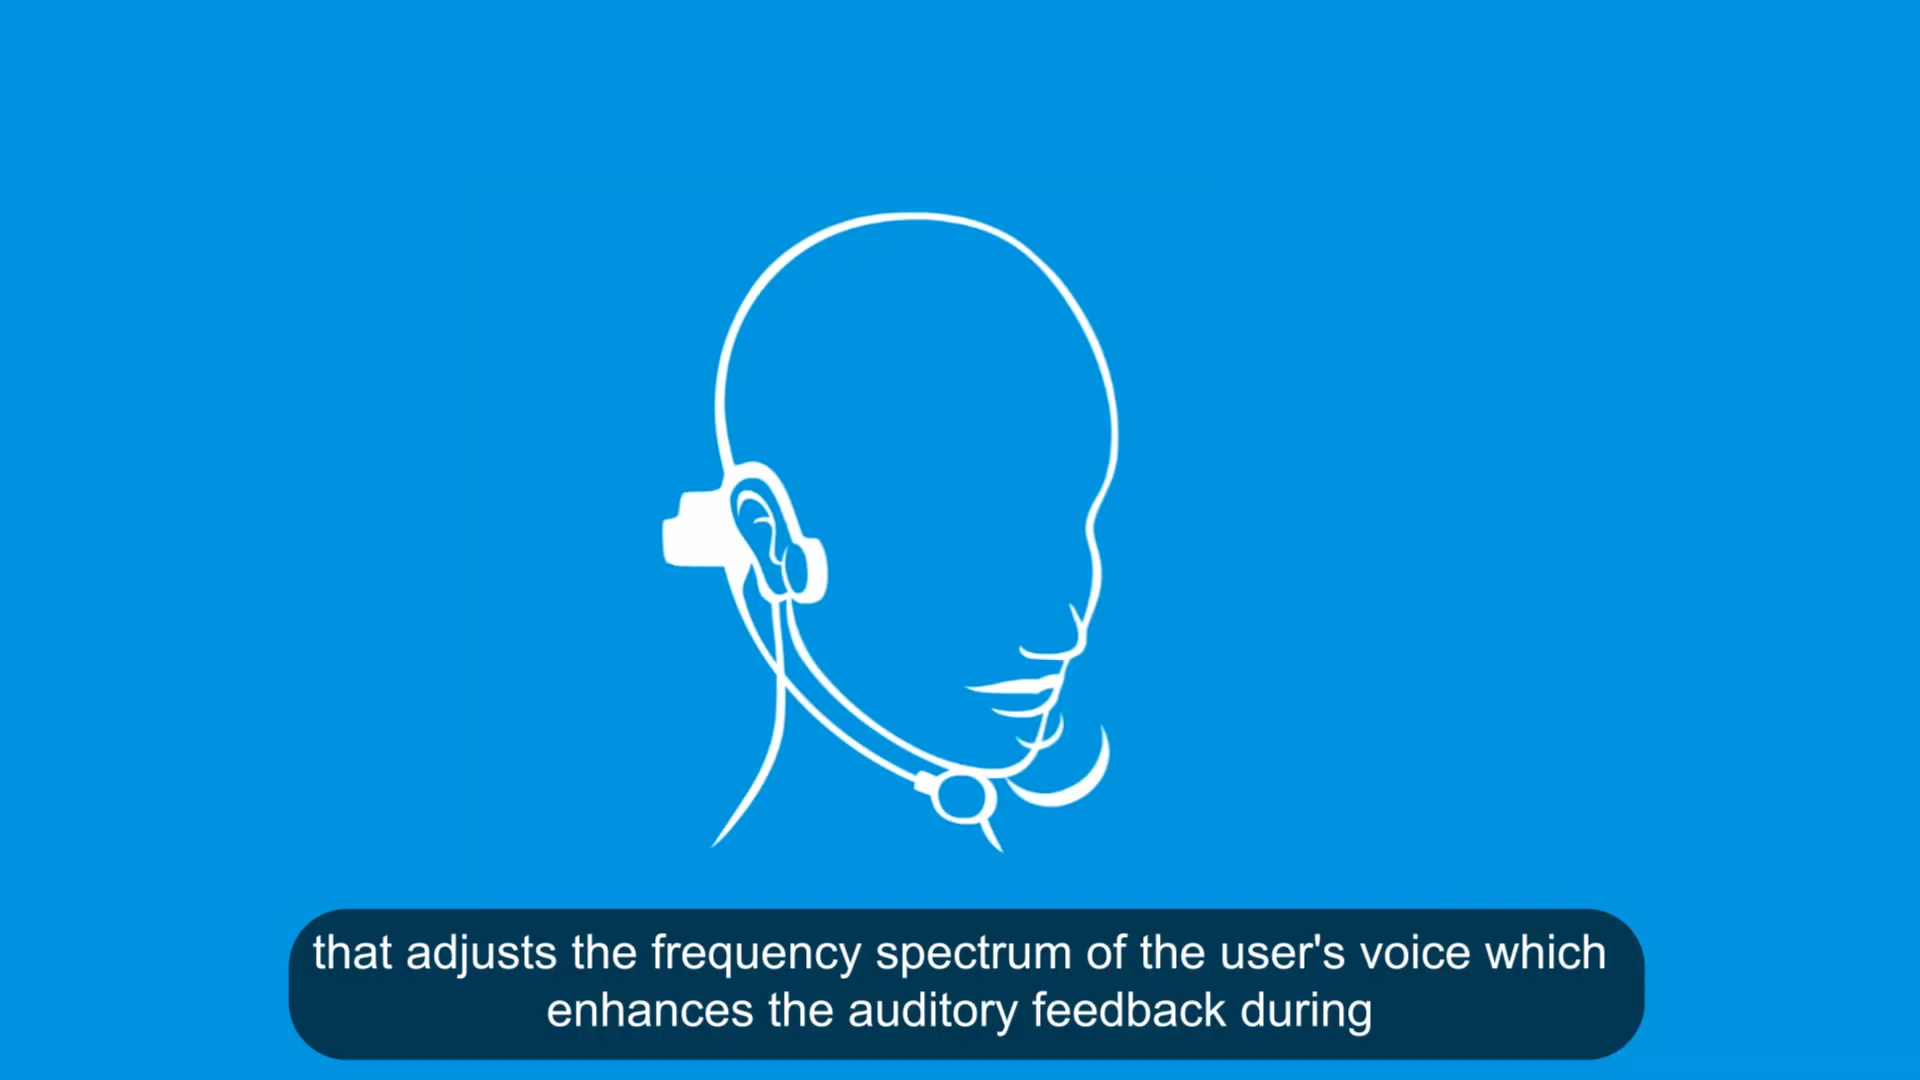 that adjusts the frequency spectrum of the user's voice which
enhances the auditory feedback during